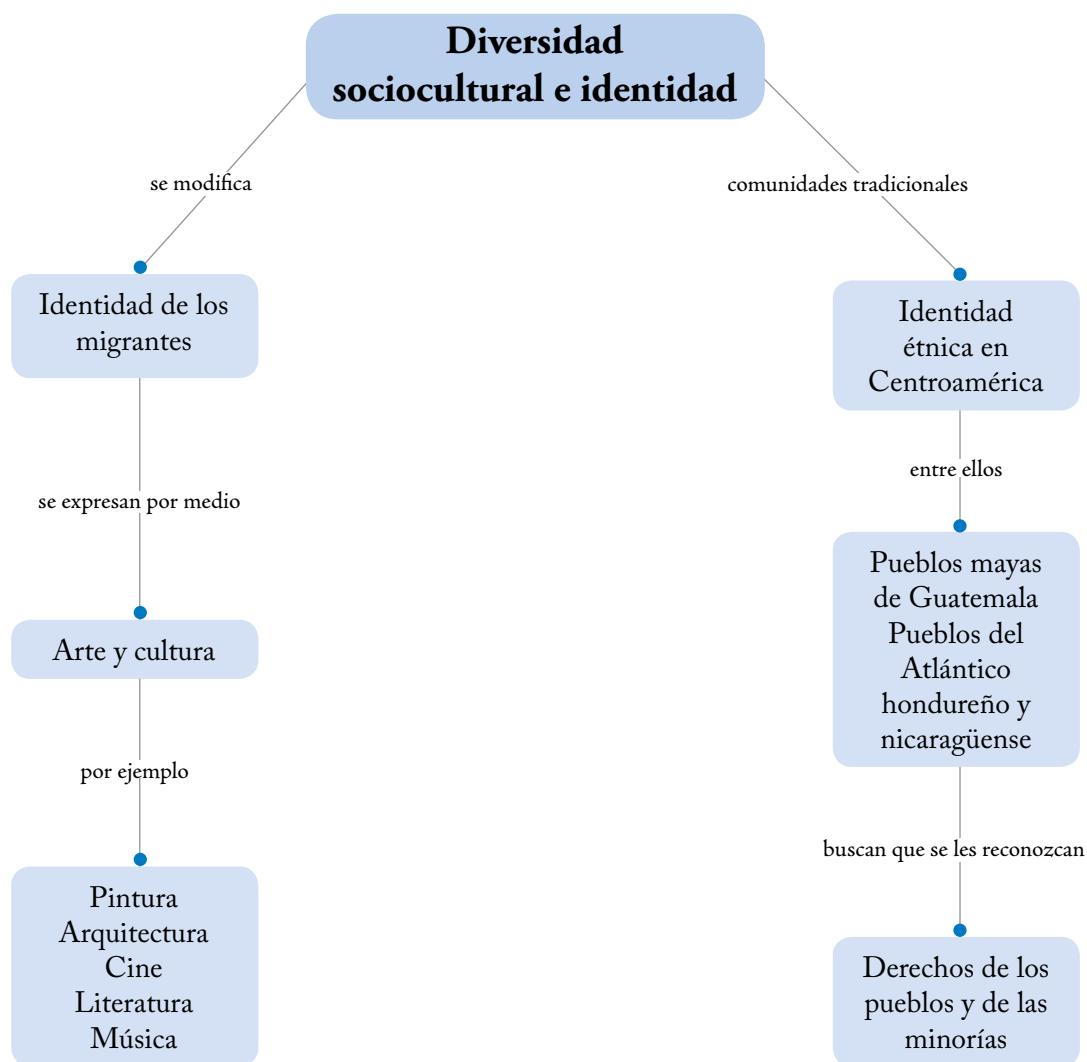 Diversidad
sociocultural e identidad
se modifica
Identidad de los
migrantes
se expresan por medio
Arte y cultura
por ejemplo
Pintura
Arquitectura
Cine
Literatura
Música
comunidades tradicionales
Identidad
étnica en
Centroamérica
entre ellos
Pueblos mayas
de Guatemala
Pueblos del
Atlántico
hondureño y
nicaragüense
buscan que se les reconozcan
Derechos de los
pueblos y de las
minorías